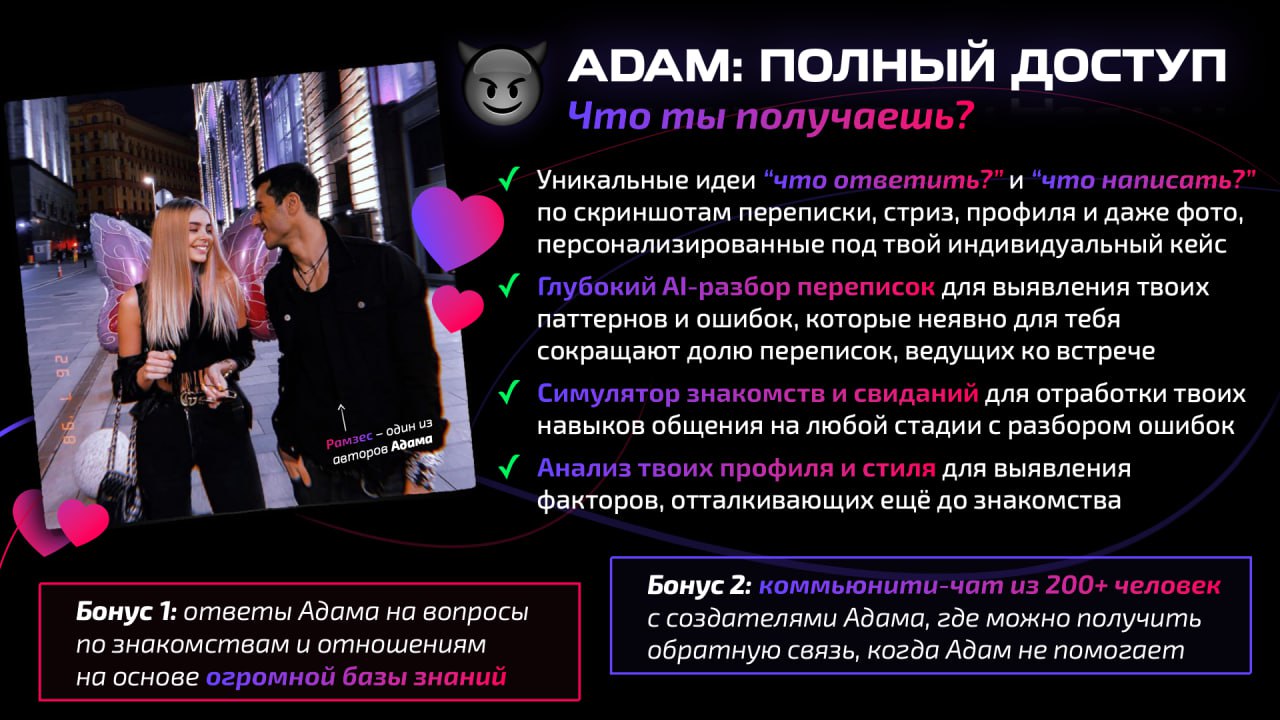 ADAM: ПОЛНЫЙ ДОСТУП
Что ты получаешь?
✓ Уникальные идеи “что ответить?” и “что написать?”
по скриншотам переписки, стриз, профиля и даже фото,
персонализированные под твой индивидуальный кейс
✓ Глубокий AI-разбор переписок для выявления твоих
паттернов и ошибок, которые неявно для тебя
сокращают долю переписок, ведущих ко встрече
✓ Симулятор знакомств и свиданий для отработки твоих
навыков общения на любой стадии с разбором ошибок
✓ Анализ твоих профиля и стиля для выявления
факторов, отталкивающих ещё до знакомства
26 1 '98
Рамзес – один из
авторов Адама
Бонус 1: ответы Адама на вопросы
по знакомствам и отношениям
на основе огромной базы знаний
Бонус 2: коммьюнити-чат из 200+ человек
с создателями Адама, где можно получить
обратную связь, когда Адам не помогает